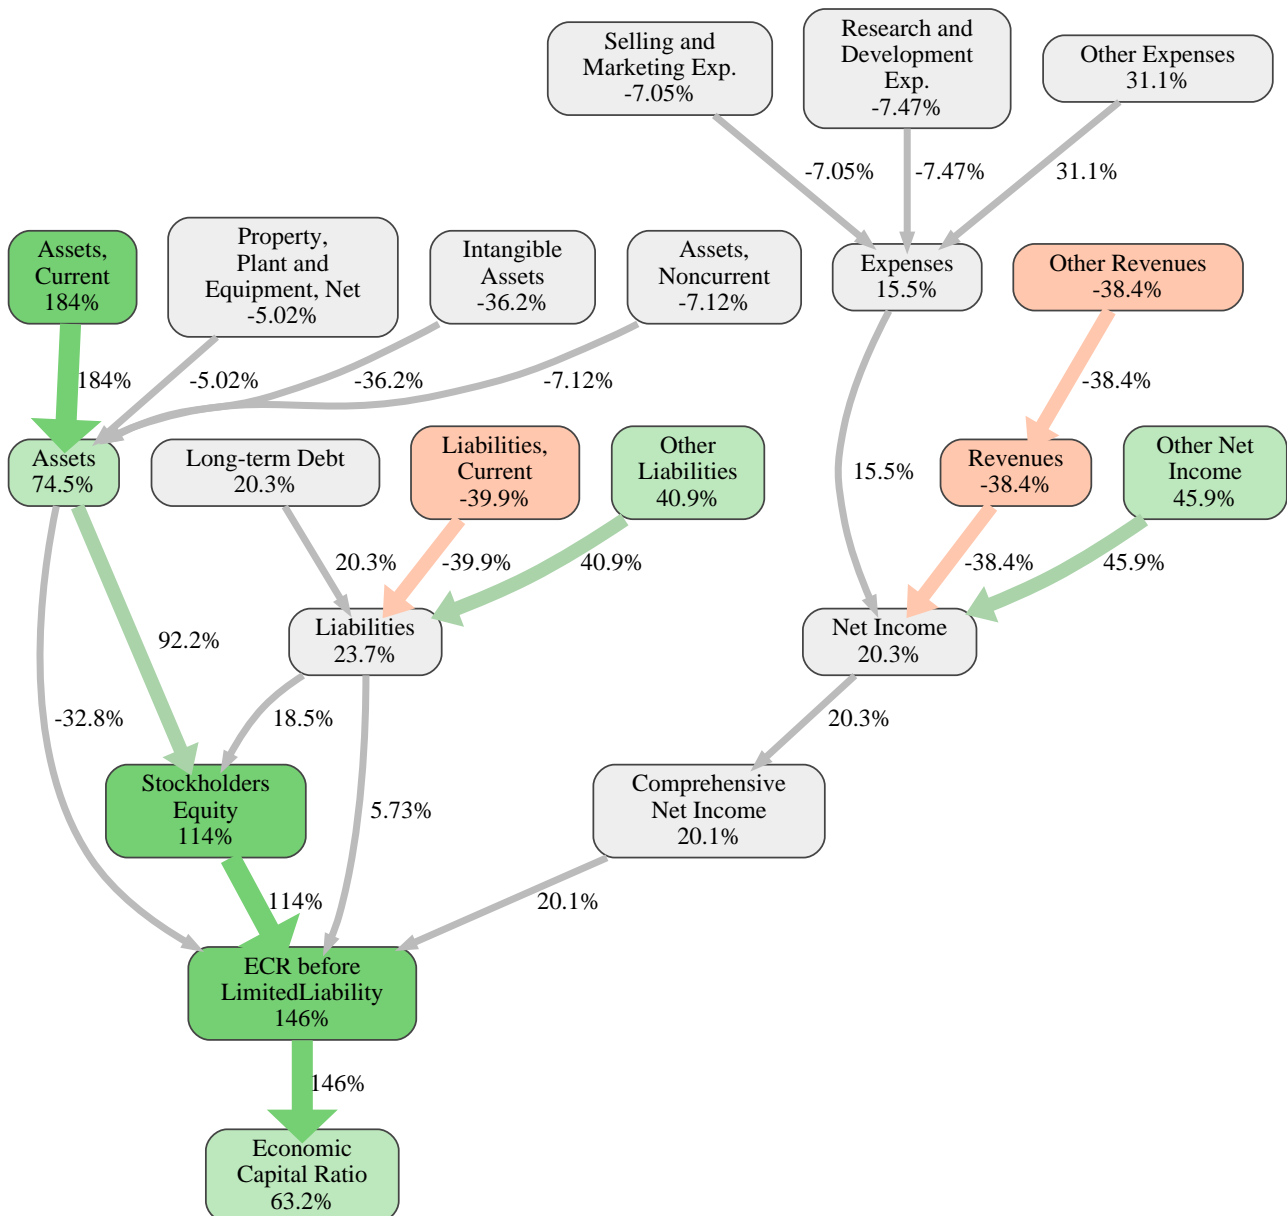 Selling and
Marketing Exp.
-7.05%
Research and
Development
Exp.
-7.47%
Other Expenses
31.1%
-7.05%
-7.47%
31.1%
Assets,
Current
184%
Property,
Plant and
Equipment, Net
-5.02%
Intangible
Assets
-36.2%
Assets,
Noncurrent
-7.12%
Expenses
15.5%
Other Revenues
-38.4%
184%
-5.02%
-36.2%
-7.12%
-38.4%
Assets
74.5%
Long-term Debt
20.3%
Liabilities,
Current
-39.9%
Other
Liabilities
40.9%
15.5%
Revenues
-38.4%
Other Net
Income
45.9%
20.3%
-39.9%
40.9%
-38.4%
45.9%
92.2%
Liabilities
23.7%
Net Income
20.3%
-32.8%
18.5%
20.3%
Stockholders
Equity
114%
5.73%
Comprehensive
Net Income
20.1%
114%
20.1%
ECR before
LimitedLiability
146%
146%
Economic
Capital Ratio
63.2%